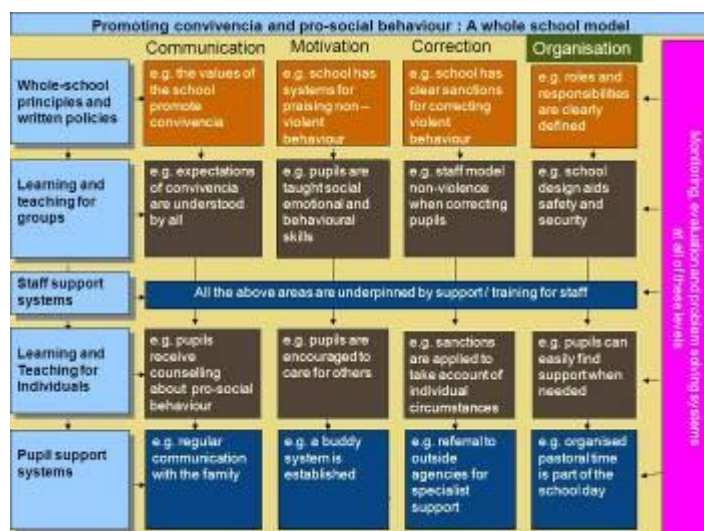 Promoting convivencia and pro-social behaviour : A whole school model
Communication
Motivation
Correction
Organisation
Whole-school
principles and
written policies
e.g. the values of
the school
promote
convivencia
e.g. school has
systems for
praising non –
violent
behaviour
e.g. school has
clear sanctions
for correcting
violent
behaviour
e.g. roles and
responsibilities
are clearly
defined
Learning and
teaching for
groups
e.g. expectations
of convivencia
are understood
by all
e.g. pupils are
taught social
emotional and
behavioural
skills
e.g. staff model
non-violence
when correcting
pupils
e.g. school
design aids
safety and
security
Staff support
systems
All the above areas are underpinned by support / training for staff
Learning and
Teaching for
Individuals
e.g. pupils
receive
counselling
about pro-social
behaviour
e.g. pupils are
encouraged to
care for others
e.g. sanctions
are applied to
take account of
individual
circumstances
e.g. pupils can
easily find
support when
needed
Pupil support
systems
e.g. regular
communication
with the family
e.g. a buddy
system is
established
e.g. referral to
outside
agencies for
specialist
support
e.g. organised
pastoral time
is part of the
school day
Monitoring, evaluation and problem solving systems
at all of these levels